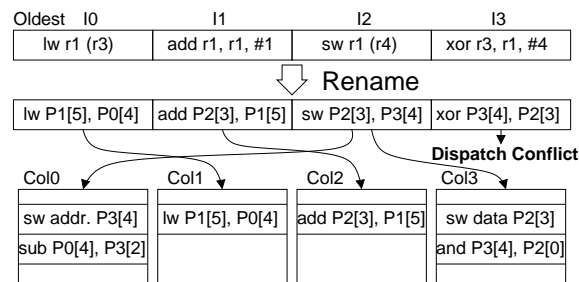 Oldest I0 I1 I2 I3
lw r1 (r3) add r1, r1, #1 sw r1 (r4) xor r3, r1, #4
Rename
lw P1[5], P0[4] add P2[3], P1[5] sw P2[3], P3[4] xor P3[4], P2[3]
Dispatch Conflict
Col0 Col1 Col2 Col3
sw addr. P3[4] lw P1[5], P0[4] add P2[3], P1[5] sw data P2[3]
sub P0[4], P3[2] and P3[4], P2[0]